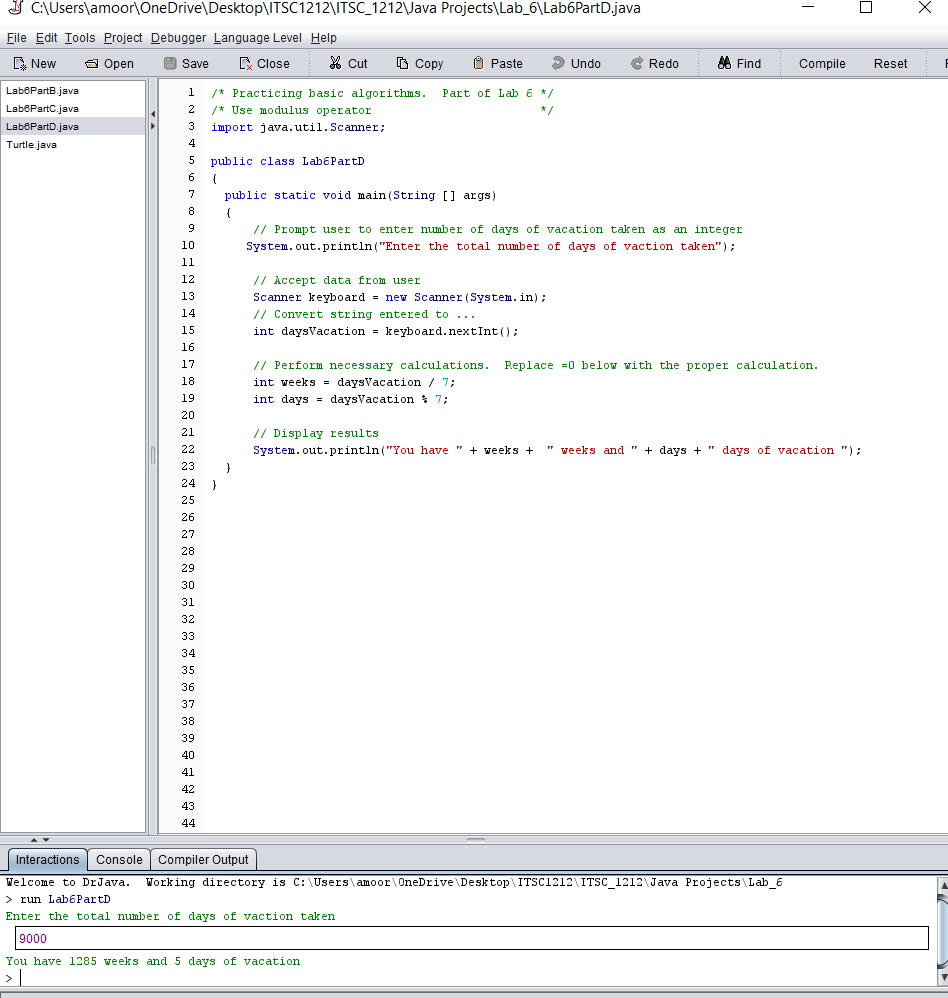 C:\Users\amoor\OneDrive\Desktop\ITSC1212\ITSC_1212\Java Projects\Lab_6\Lab6PartD.java
File Edit Tools Project Debugger Language Level Help
New Open Save Close Cut Copy Paste Undo Redo Find Compile Reset
Lab6PartB.java
Lab6PartC.java
Lab6PartD.java
Turtle.java
1 /* Practicing basic algorithms.  Part of Lab 6 */
2 /* Use modulus operator                        */
3 import java.util.Scanner;
4
5 public class Lab6PartD
6 {
7   public static void main(String [] args)
8   {
9       // Prompt user to enter number of days of vacation taken as an integer
10      System.out.println("Enter the total number of days of vaction taken");
11
12      // Accept data from user
13      Scanner keyboard = new Scanner(System.in);
14      // Convert string entered to ...
15      int daysVacation = keyboard.nextInt();
16
17      // Perform necessary calculations.  Replace =0 below with the proper calculation.
18      int weeks = daysVacation / 7;
19      int days = daysVacation % 7;
20
21      // Display results
22      System.out.println("You have " + weeks +  " weeks and " + days + " days of vacation ");
23   }
24 }
25
26
27
28
29
30
31
32
33
34
35
36
37
38
39
40
41
42
43
44
Interactions Console Compiler Output
Welcome to DrJava.  Working directory is C:\Users\amoor\OneDrive\Desktop\ITSC1212\ITSC_1212\Java Projects\Lab_6
> run Lab6PartD
Enter the total number of days of vaction taken
9000
You have 1285 weeks and 5 days of vacation
>